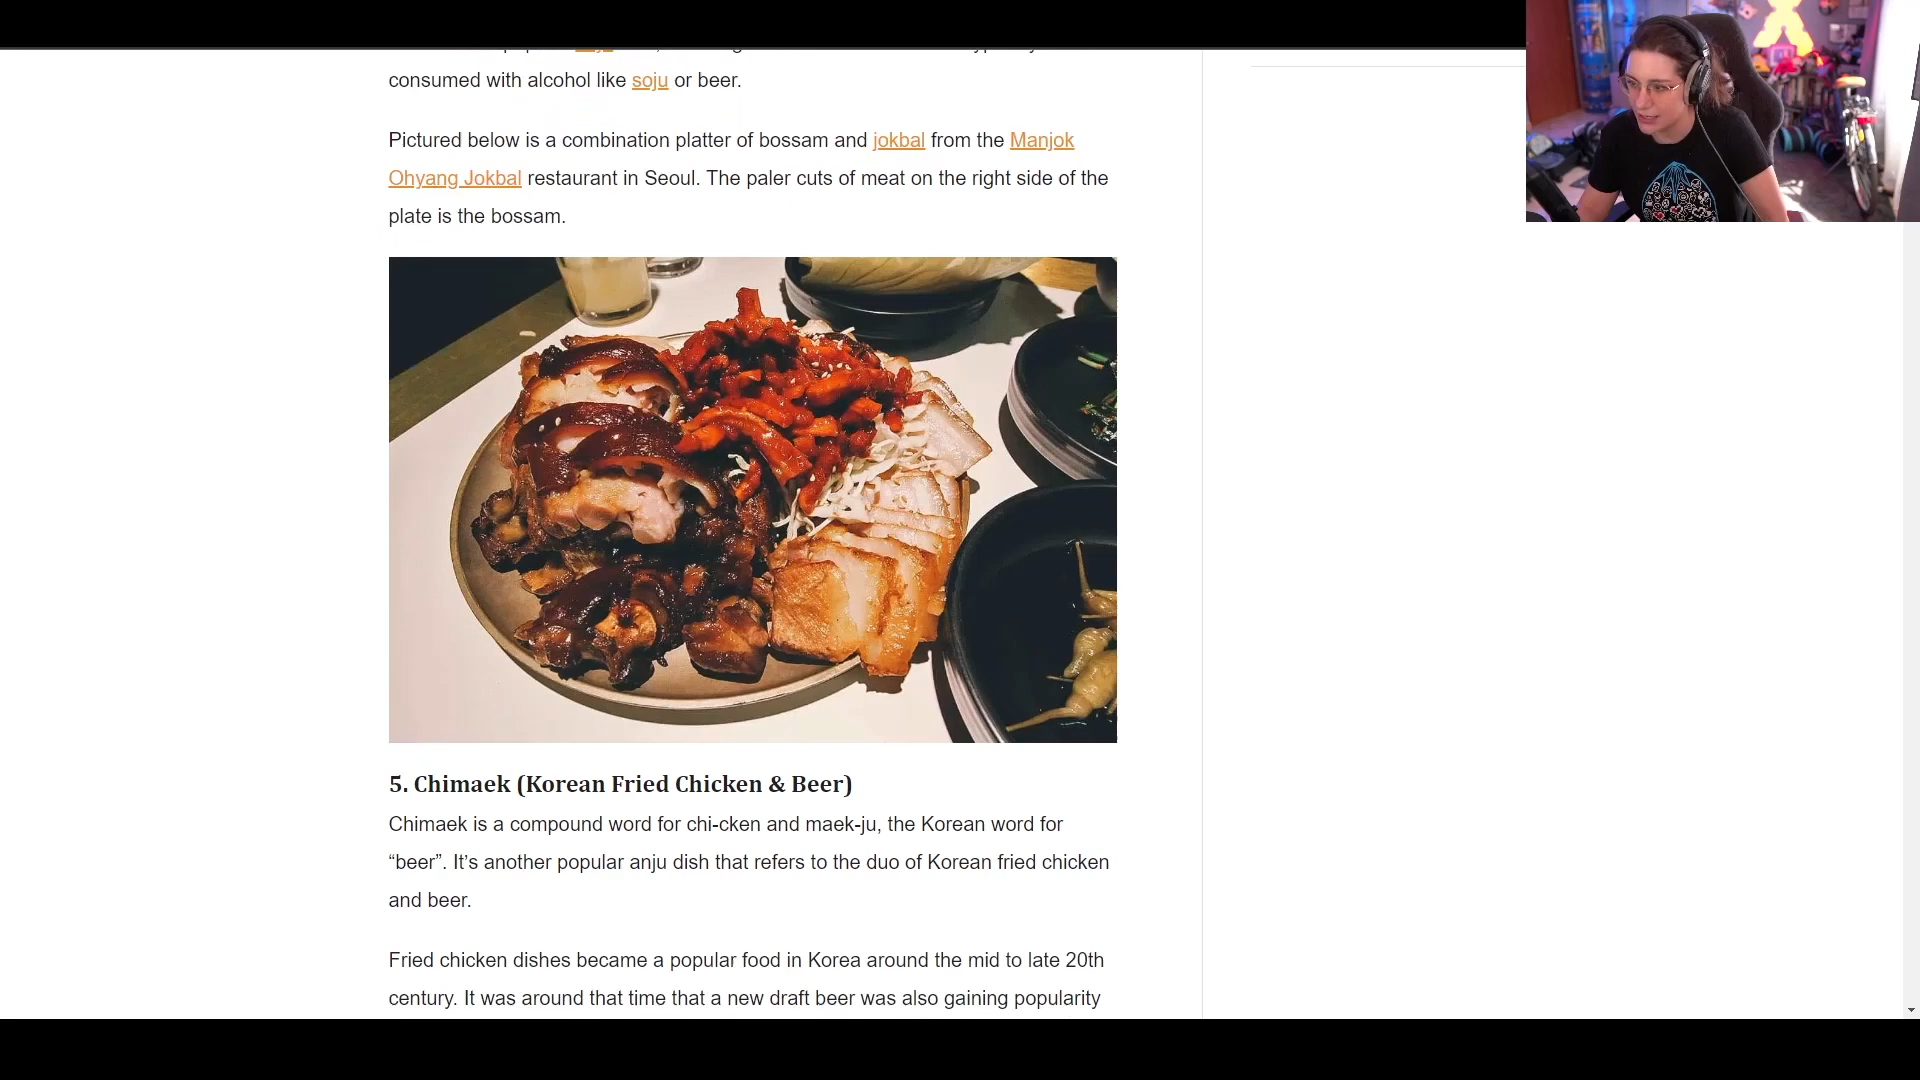 consumed with alcohol like soju or beer.
Pictured below is a combination platter of bossam and jokbal from the Manjok
Ohyang Jokbal restaurant in Seoul. The paler cuts of meat on the right side of the
plate is the bossam.
5. Chimaek (Korean Fried Chicken & Beer)
Chimaek is a compound word for chi-cken and maek-ju, the Korean word for
“beer”. It’s another popular anju dish that refers to the duo of Korean fried chicken
and beer.
Fried chicken dishes became a popular food in Korea around the mid to late 20th
century. It was around that time that a new draft beer was also gaining popularity